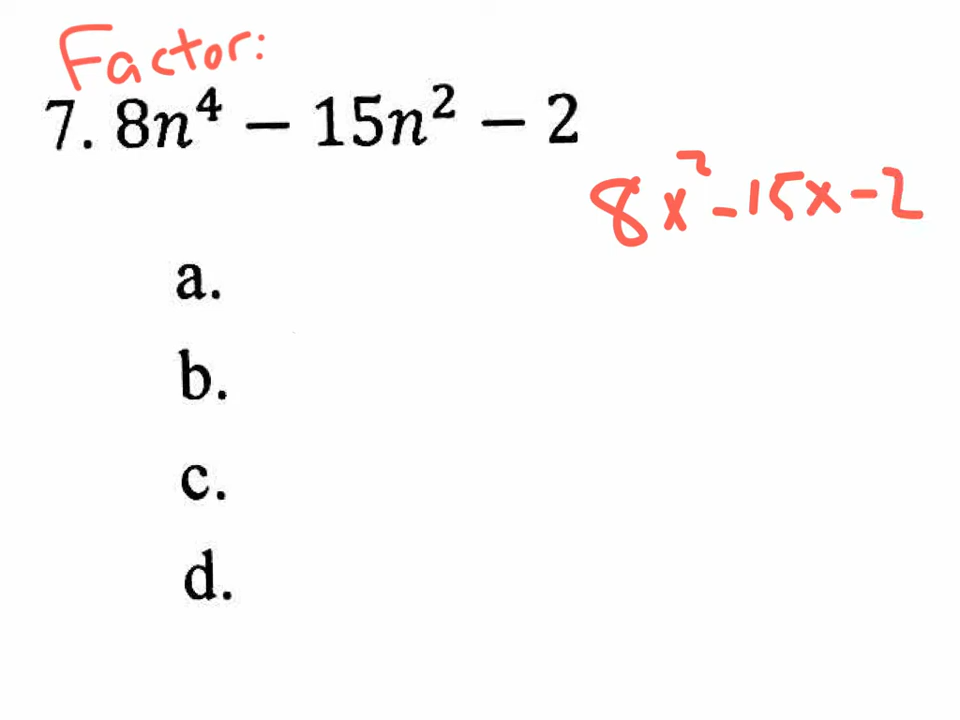 Factor:
7. 8n⁴ − 15n² − 2
8x² - 15x - 2
a.
b.
c.
d.